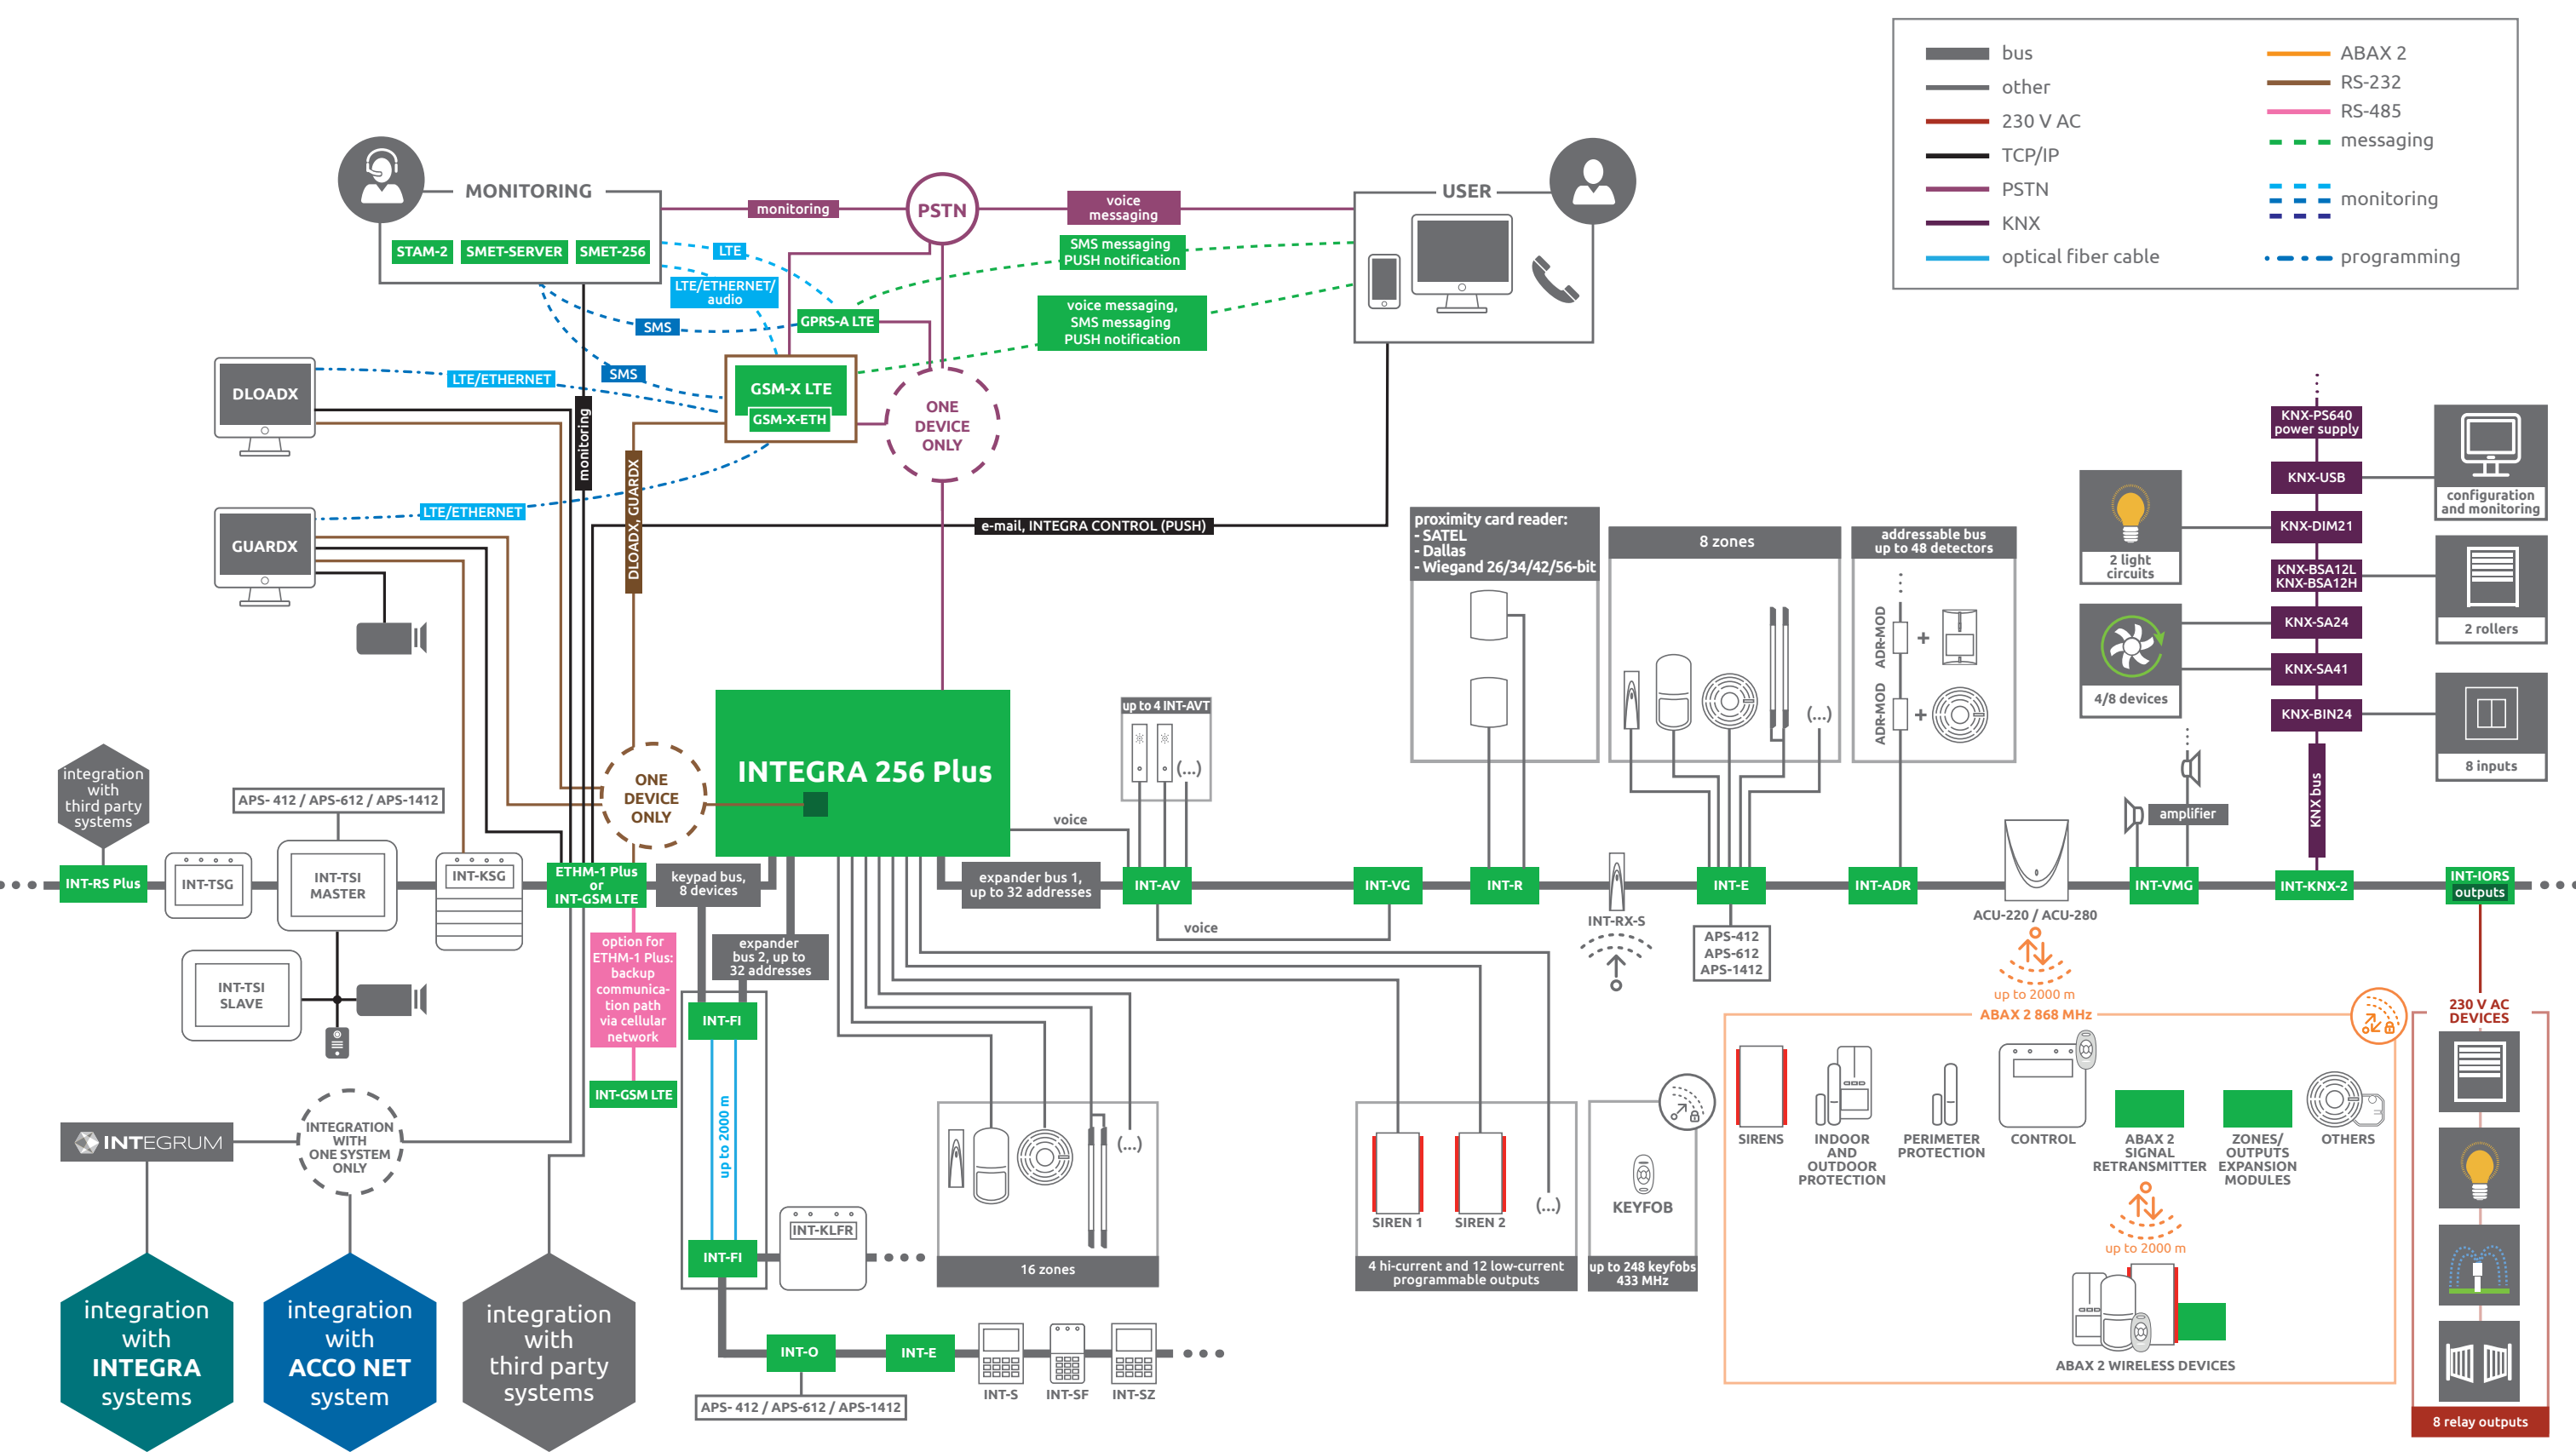 bus
other
230 V AC
TCP/IP
PSTN
KNX
optical fiber cable
ABAX 2
RS-232
RS-485
messaging
monitoring
programming
MONITORING
STAM-2
SMET-SERVER
SMET-256
monitoring
PSTN
voice
messaging
USER
SMS messaging
PUSH notification
voice messaging,
SMS messaging
PUSH notification
LTE
LTE/ETHERNET/
audio
SMS
GPRS-A LTE
SMS
LTE/ETHERNET
DLOADX
GSM-X LTE
GSM-X-ETH
ONE
DEVICE
ONLY
monitoring
DLOADX, GUARDX
LTE/ETHERNET
GUARDX
e-mail, INTEGRA CONTROL (PUSH)
proximity card reader:
- SATEL
- Dallas
- Wiegand 26/34/42/56-bit
8 zones
(...)
addressable bus
up to 48 detectors
ADR-MOD
+
ADR-MOD
+
2 light
circuits
4/8 devices
KNX-PS640
power supply
KNX-USB
KNX-DIM21
KNX-BSA12L
KNX-BSA12H
KNX-SA24
KNX-SA41
KNX-BIN24
KNX bus
configuration
and monitoring
2 rollers
8 inputs
amplifier
integration
with
third party
systems
APS- 412 / APS-612 / APS-1412
ONE
DEVICE
ONLY
INTEGRA 256 Plus
up to 4 INT-AVT
(...)
voice
INT-RS Plus
INT-TSG
INT-TSI
MASTER
INT-KSG
ETHM-1 Plus
or
INT-GSM LTE
keypad bus,
8 devices
expander bus 1,
up to 32 addresses
INT-AV
INT-VG
INT-R
INT-RX-S
INT-E
INT-ADR
ACU-220 / ACU-280
INT-VMG
INT-KNX-2
INT-IORS
outputs
voice
APS-412
APS-612
APS-1412
INT-TSI
SLAVE
option for
ETHM-1 Plus:
backup
communica-
tion path
via cellular
network
INT-GSM LTE
expander
bus 2, up to
32 addresses
INT-FI
up to 2000 m
INT-FI
INT-KLFR
(...)
16 zones
SIREN 1
SIREN 2
(...)
4 hi-current and 12 low-current
programmable outputs
KEYFOB
up to 248 keyfobs
433 MHz
up to 2000 m
ABAX 2 868 MHz
SIRENS
INDOOR
AND
OUTDOOR
PROTECTION
PERIMETER
PROTECTION
CONTROL
ABAX 2
SIGNAL
RETRANSMITTER
ZONES/
OUTPUTS
EXPANSION
MODULES
OTHERS
up to 2000 m
ABAX 2 WIRELESS DEVICES
230 V AC
DEVICES
8 relay outputs
INTEGRUM
INTEGRATION
WITH
ONE SYSTEM
ONLY
integration
with
INTEGRA
systems
integration
with
ACCO NET
system
integration
with
third party
systems
INT-O
INT-E
INT-S
INT-SF
INT-SZ
APS- 412 / APS-612 / APS-1412